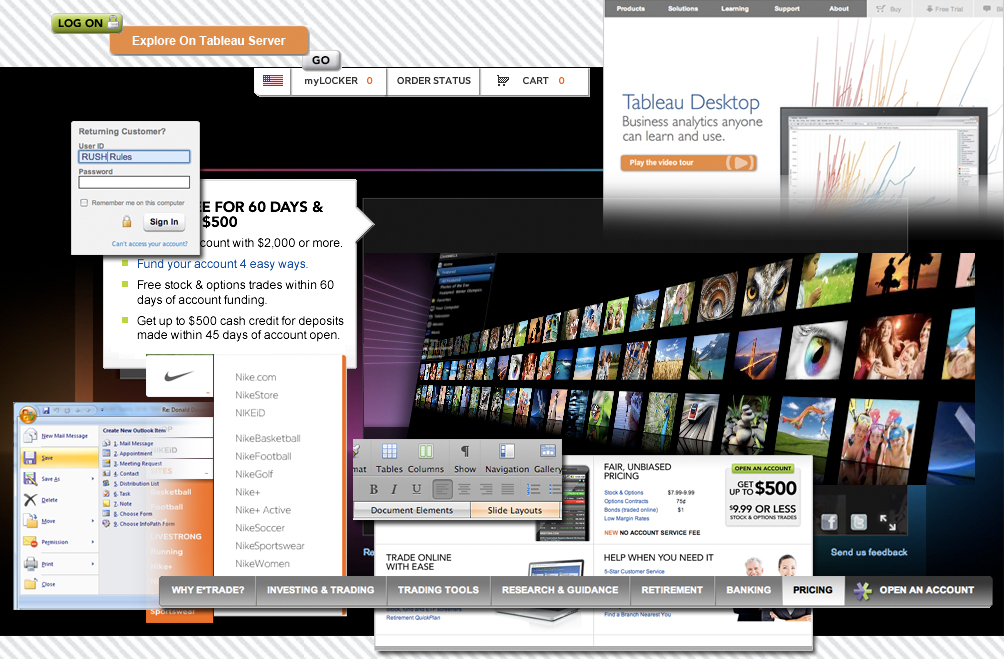 LOG ON
Explore On Tableau Server
GO
Products Solutions Learning Support About Buy Free Trial
myLOCKER 0 ORDER STATUS CART 0
Tableau Desktop
Business analytics anyone
can learn and use.
Play the video tour
Returning Customer?
User ID
RUSH Rules
Password
Remember me on this computer
Sign In
Can't access your account?
FOR 60 DAYS &
$500
with $2,000 or more.
Fund your account 4 easy ways.
Free stock & options trades within 60
days of account funding.
Get up to $500 cash credit for deposits
made within 45 days of account open.
Nike.com
NikeStore
NIKEiD
NikeBasketball
NikeFootball
NikeGolf
Nike+
Nike+ Active
NikeSoccer
NikeSportswear
NikeWomen
LIVESTRONG
Running
Sportswear
Re: Donald
New Mail Message
Save
Save As
Delete
Move
Permission
Print
Close
Create New Outlook Item
1. Mail Message
2. Appointment
3. Meeting Request
4. Contact
5. Distribution List
6. Task
7. Note
8. Choose Form
9. Choose InfoPath Form
Tables Columns Show Navigation Gallery
B I U
Document Elements Slide Layouts
FAIR, UNBIASED
PRICING
Stock & Options $7.99-9.99
Options Contracts 75¢
Bonds (traded online) $1
Low Margin Rates
NEW NO ACCOUNT SERVICE FEE
OPEN AN ACCOUNT
GET
UP TO $500
$9.99 OR LESS
STOCK & OPTIONS TRADES
Send us feedback
TRADE ONLINE
WITH EASE
HELP WHEN YOU NEED IT
5-Star Customer Service
WHY E*TRADE? INVESTING & TRADING TRADING TOOLS RESEARCH & GUIDANCE RETIREMENT BANKING PRICING OPEN AN ACCOUNT
Retirement QuickPlan
Find a Branch Nearest You